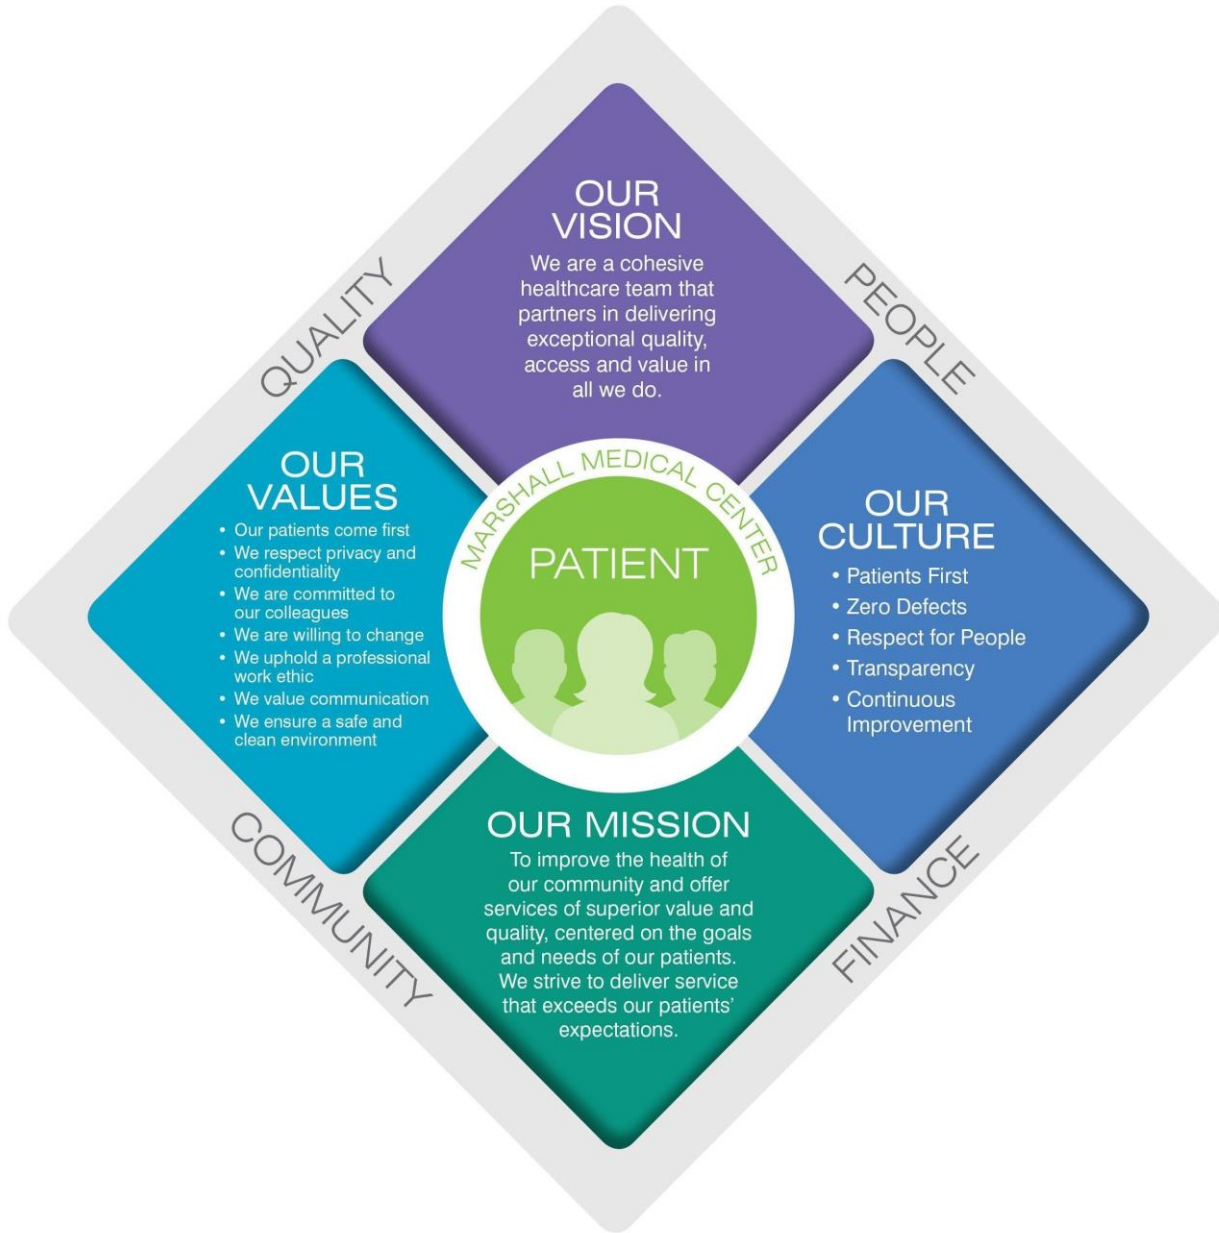 QUALITY
PEOPLE
OUR
VISION
We are a cohesive
healthcare team that
partners in delivering
exceptional quality,
access and value in
all we do.
OUR
VALUES
• Our patients come first
• We respect privacy and
confidentiality
• We are committed to
our colleagues
• We are willing to change
• We uphold a professional
work ethic
• We value communication
• We ensure a safe and
clean environment
MARSHALL MEDICAL CENTER
PATIENT
OUR
CULTURE
• Patients First
• Zero Defects
• Respect for People
• Transparency
• Continuous
Improvement
OUR MISSION
To improve the health of
our community and offer
services of superior value and
quality, centered on the goals
and needs of our patients.
We strive to deliver service
that exceeds our patients’
expectations.
COMMUNITY
FINANCE